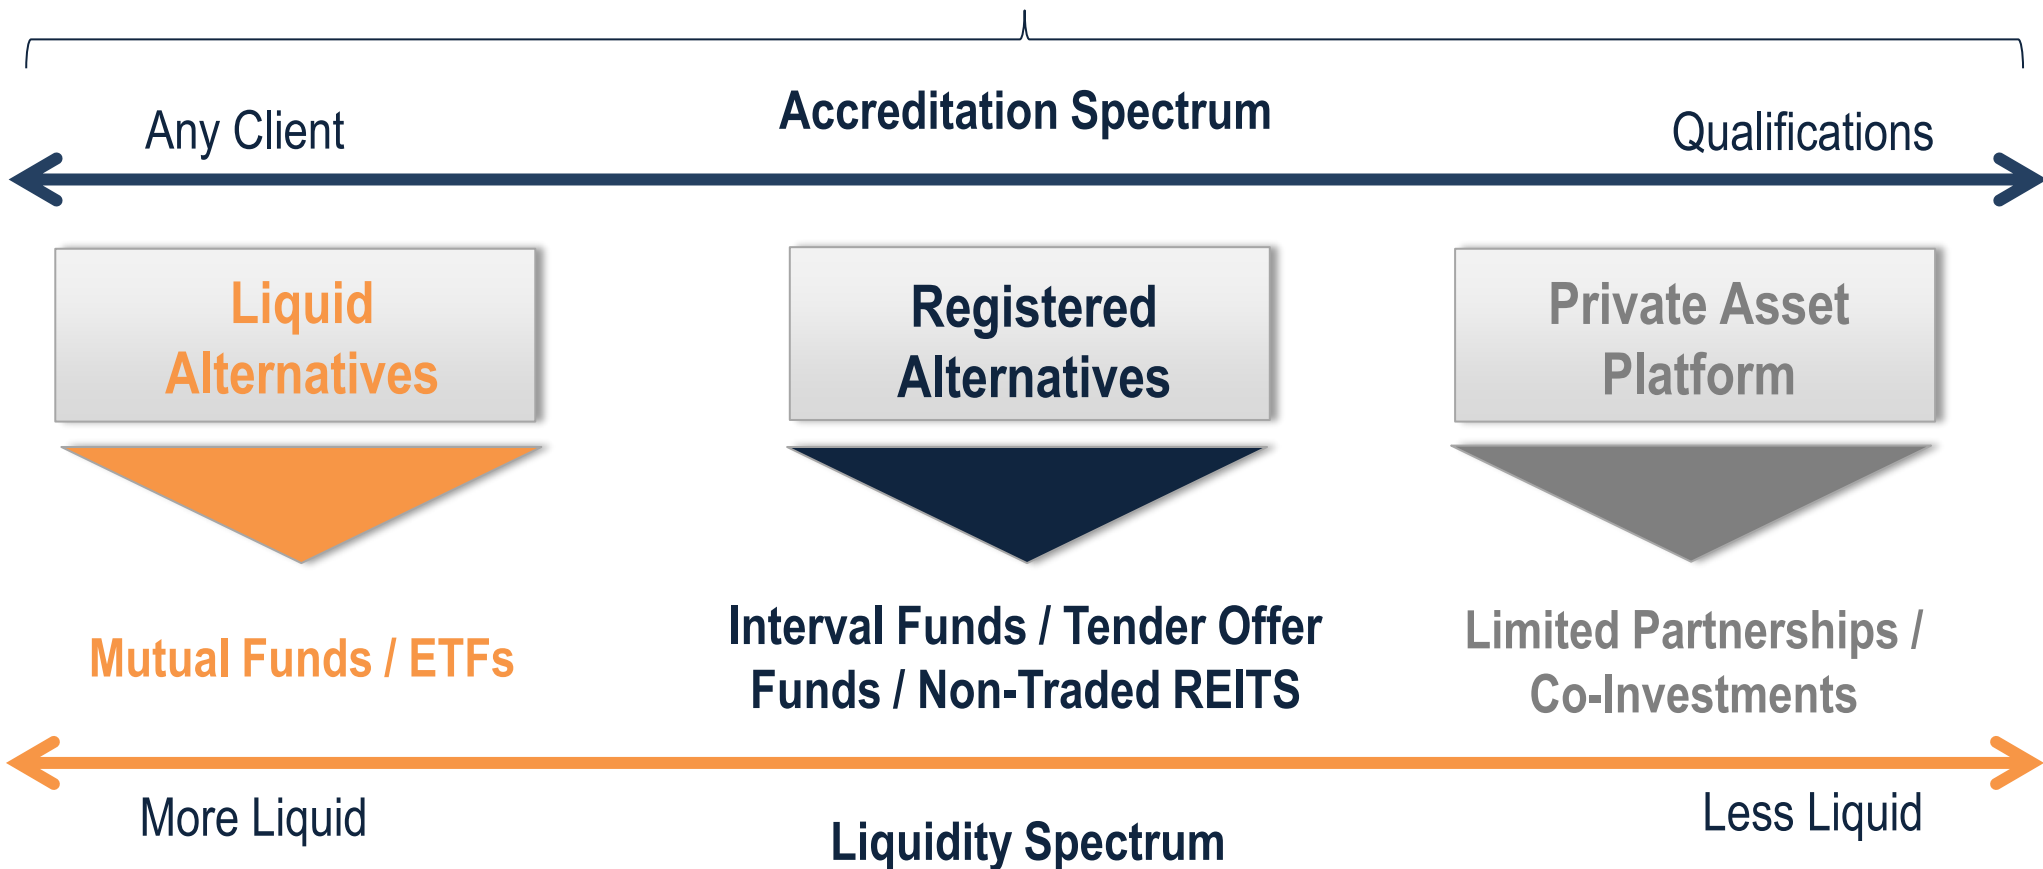 Accreditation Spectrum
Any Client
Qualifications
Liquid
Alternatives
Registered
Alternatives
Private Asset
Platform
Mutual Funds / ETFs
Interval Funds / Tender Offer
Funds / Non-Traded REITS
Limited Partnerships /
Co-Investments
More Liquid
Less Liquid
Liquidity Spectrum